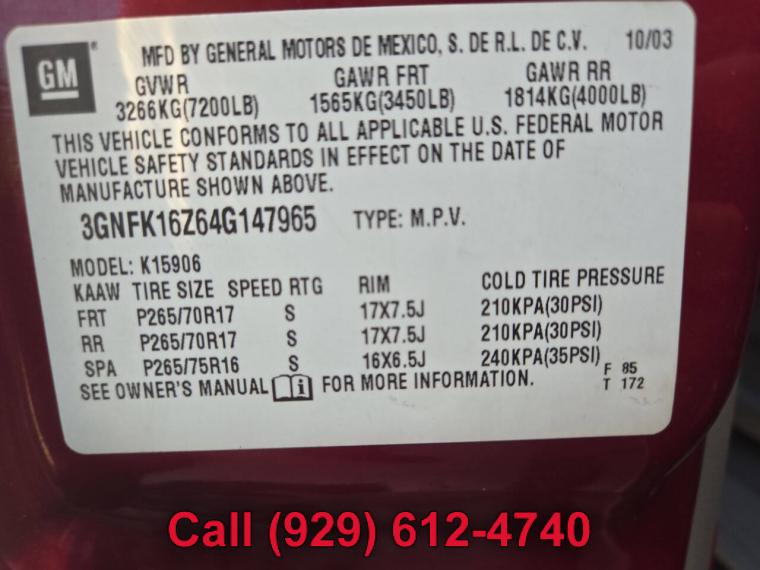 GM® MFD BY GENERAL MOTORS DE MEXICO, S. DE R.L. DE C.V. 10/03
GVWR GAWR FRT GAWR RR
3266KG(7200LB) 1565KG(3450LB) 1814KG(4000LB)
THIS VEHICLE CONFORMS TO ALL APPLICABLE U.S. FEDERAL MOTOR
VEHICLE SAFETY STANDARDS IN EFFECT ON THE DATE OF
MANUFACTURE SHOWN ABOVE.
3GNFK16Z64G147965 TYPE: M.P.V.
MODEL: K15906
KAAW TIRE SIZE SPEED RTG RIM COLD TIRE PRESSURE
FRT P265/70R17 S 17X7.5J 210KPA(30PSI)
RR P265/70R17 S 17X7.5J 210KPA(30PSI)
SPA P265/75R16 S 16X6.5J 240KPA(35PSI)
SEE OWNER'S MANUAL i FOR MORE INFORMATION.
F 85
T 172
Call (929) 612-4740